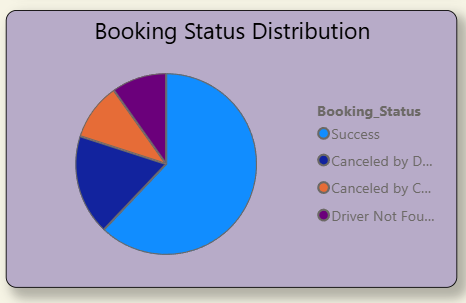 Booking Status Distribution
Booking_Status
Success
Canceled by D...
Canceled by C...
Driver Not Fou...